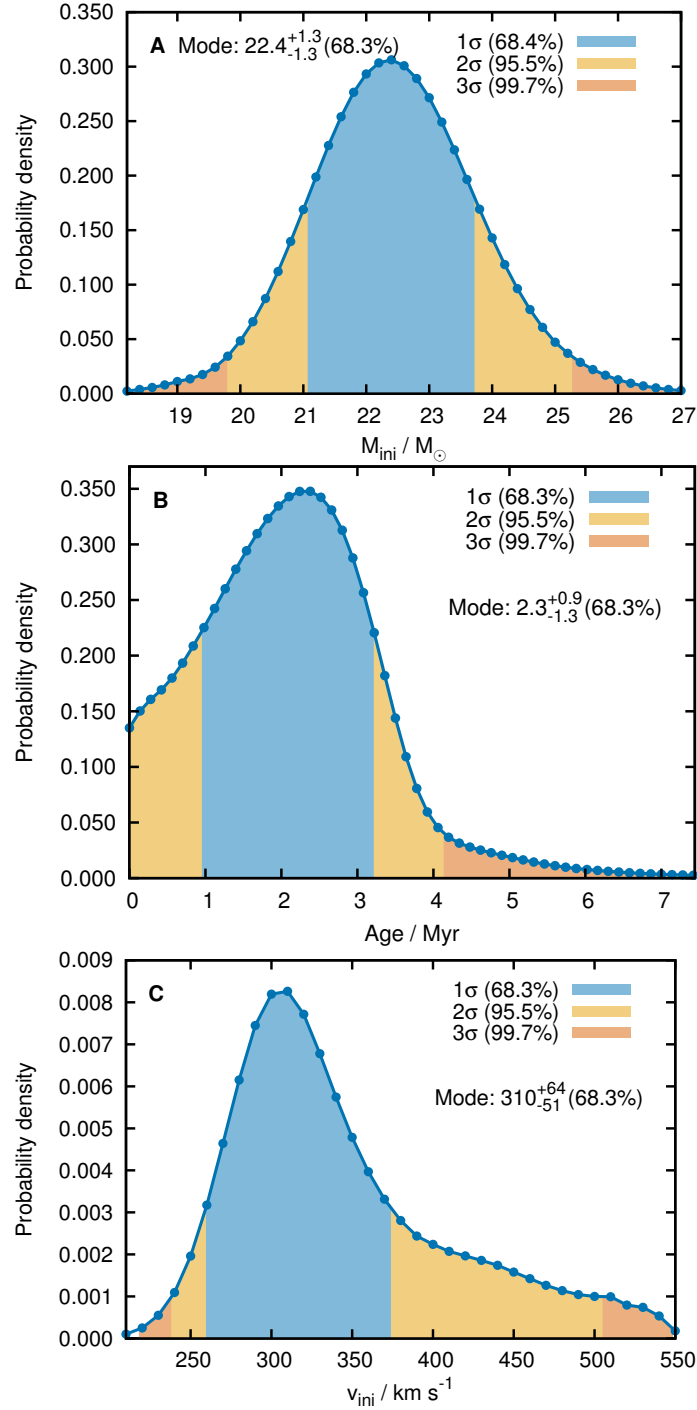 A Mode: 22.4+1.3-1.3 (68.3%)
1σ (68.4%)
2σ (95.5%)
3σ (99.7%)
Probability density
0.300
0.250
0.200
0.150
0.100
0.050
0.000
19 20 21 22 23 24 25 26 27
Mini / M⊙
B
1σ (68.3%)
2σ (95.5%)
3σ (99.7%)
Mode: 2.3+0.9-1.3 (68.3%)
Probability density
0.350
0.300
0.250
0.200
0.150
0.100
0.050
0.000
0 1 2 3 4 5 6 7
Age / Myr
C
1σ (68.3%)
2σ (95.5%)
3σ (99.7%)
Mode: 310+64-51 (68.3%)
Probability density
0.009
0.008
0.007
0.006
0.005
0.004
0.003
0.002
0.001
0.000
250 300 350 400 450 500 550
vini / km s-1